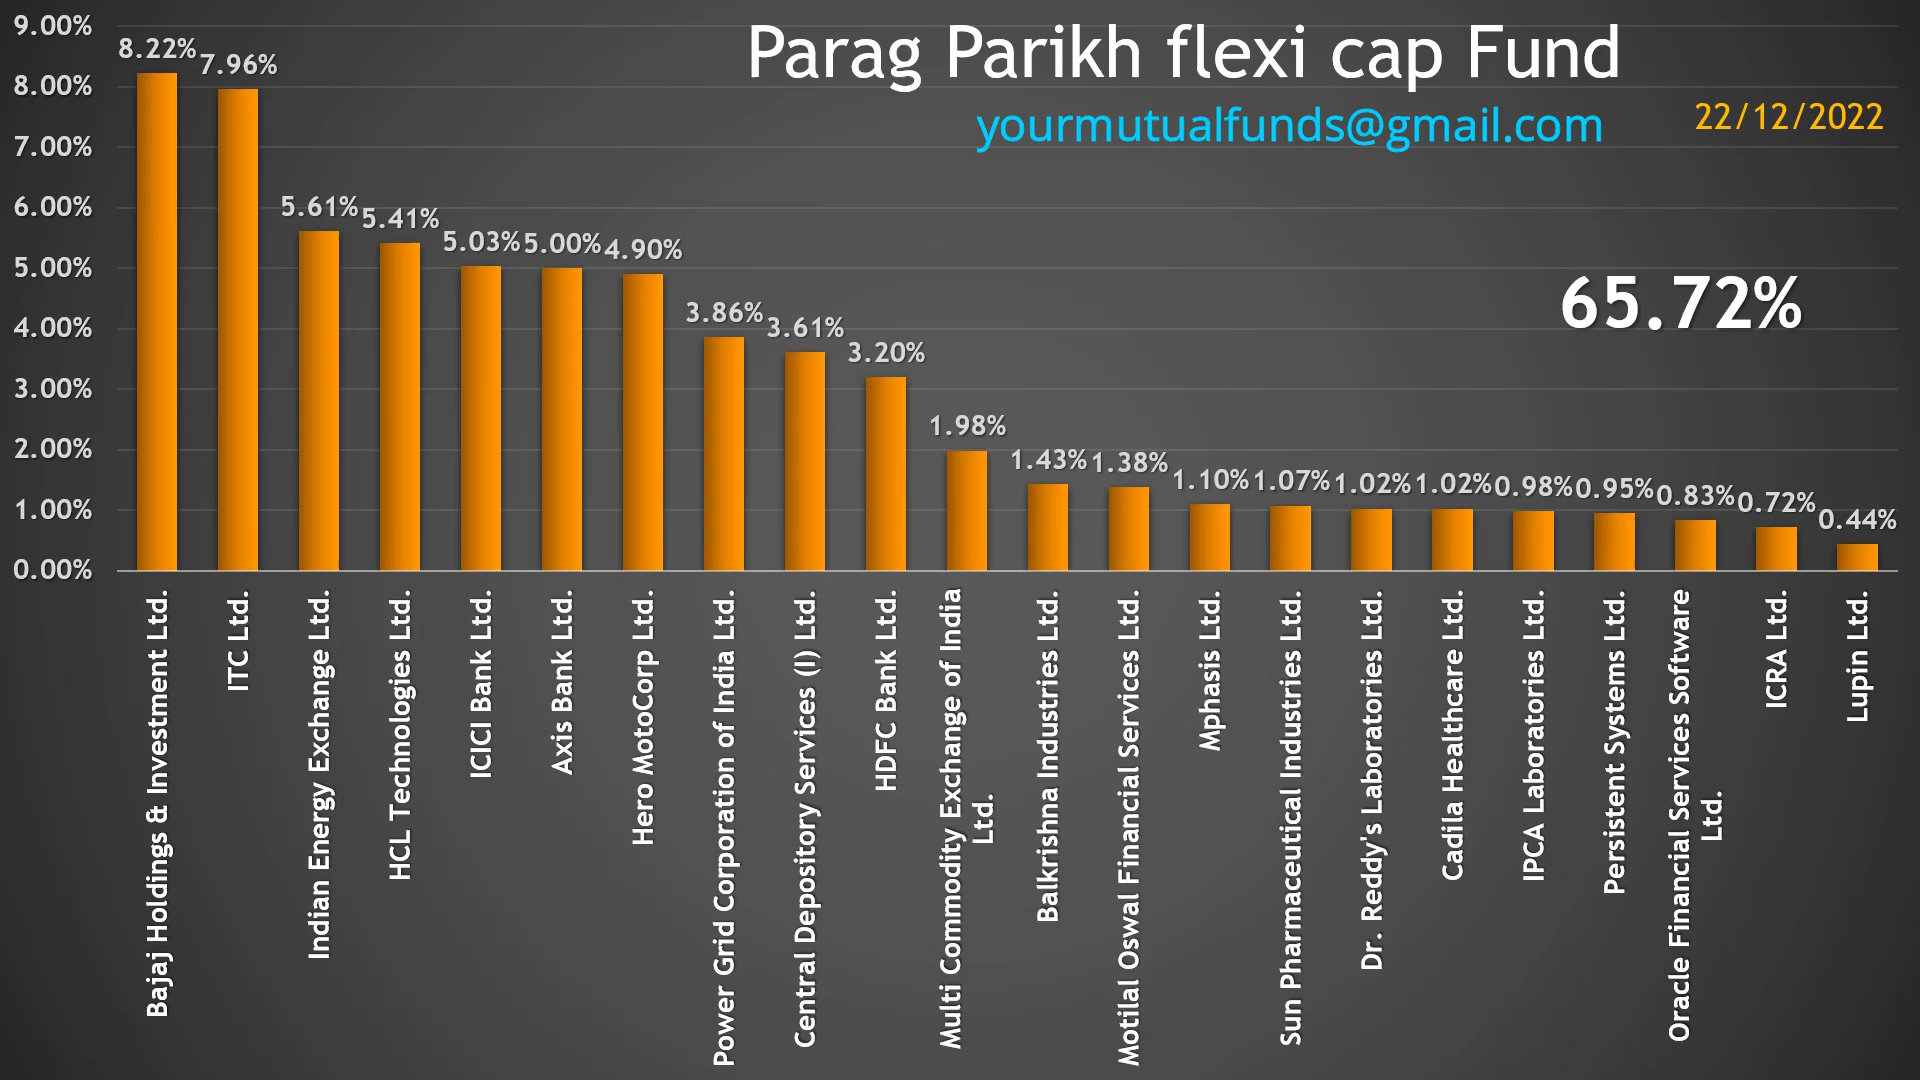 Parag Parikh flexi cap Fund
yourmutualfunds@gmail.com
22/12/2022
65.72%
9.00%
8.00%
7.00%
6.00%
5.00%
4.00%
3.00%
2.00%
1.00%
0.00%
8.22%
7.96%
5.61%
5.41%
5.03%
5.00%
4.90%
3.86%
3.61%
3.20%
1.98%
1.43%
1.38%
1.10%
1.07%
1.02%
1.02%
0.98%
0.95%
0.83%
0.72%
0.44%
Bajaj Holdings & Investment Ltd.
ITC Ltd.
Indian Energy Exchange Ltd.
HCL Technologies Ltd.
ICICI Bank Ltd.
Axis Bank Ltd.
Hero MotoCorp Ltd.
Power Grid Corporation of India Ltd.
Central Depository Services (I) Ltd.
HDFC Bank Ltd.
Multi Commodity Exchange of India
Ltd.
Balkrishna Industries Ltd.
Motilal Oswal Financial Services Ltd.
Mphasis Ltd.
Sun Pharmaceutical Industries Ltd.
Dr. Reddy's Laboratories Ltd.
Cadila Healthcare Ltd.
IPCA Laboratories Ltd.
Persistent Systems Ltd.
Oracle Financial Services Software
Ltd.
ICRA Ltd.
Lupin Ltd.